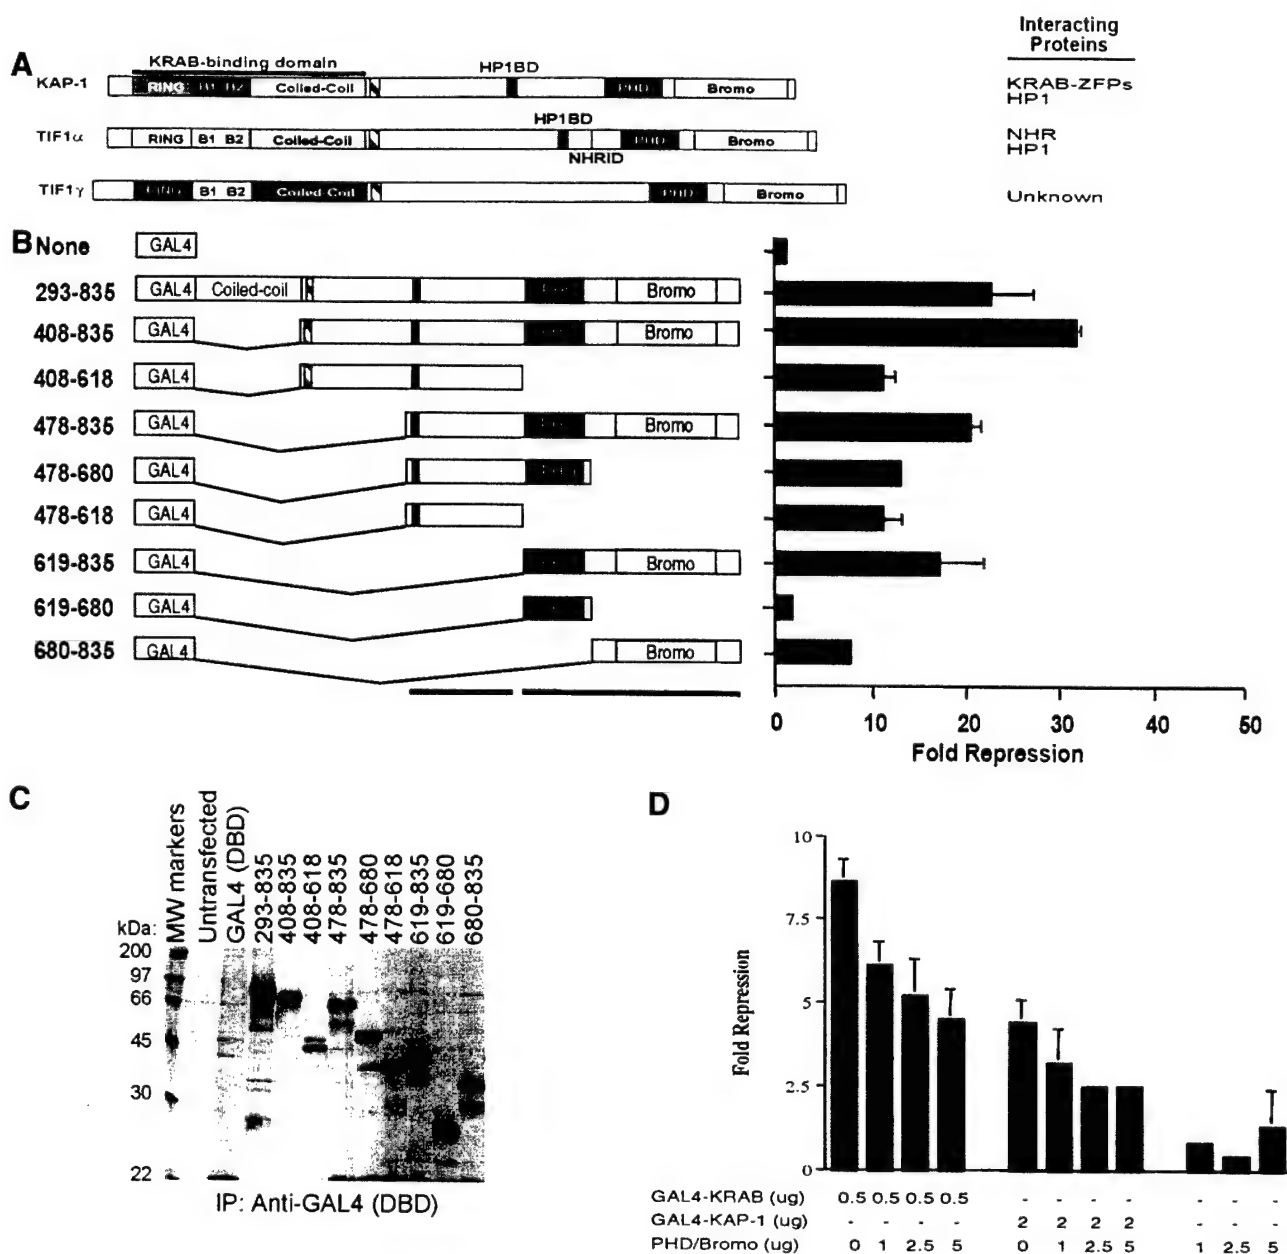 Interacting
Proteins
A
KRAB-binding domain
HP1BD
KAP-1
RING B1 B2 Coiled-Coil PHD Bromo
KRAB-ZFPs
HP1
HP1BD
TIF1α
RING B1 B2 Coiled-Coil PHD Bromo
NHR
HP1
NHRID
TIF1γ
RING B1 B2 Coiled-Coil PHD Bromo
Unknown
B
None GAL4
293-835 GAL4 Coiled-coil Bromo
408-835 GAL4 Bromo
408-618 GAL4
478-835 GAL4 Bromo
478-680 GAL4
478-618 GAL4
619-835 GAL4 Bromo
619-680 GAL4
680-835 GAL4 Bromo
0 10 20 30 40 50
Fold Repression
C
MW markers
Untransfected
GAL4 (DBD)
293-835
408-835
408-618
478-835
478-680
478-618
619-835
619-680
680-835
kDa:
200
97
66
45
30
22
IP: Anti-GAL4 (DBD)
D
10
7.5
5
2.5
0
Fold Repression
GAL4-KRAB (ug) 0.5 0.5 0.5 0.5 - - - - - - -
GAL4-KAP-1 (ug) - - - - 2 2 2 2 - - -
PHD/Bromo (ug) 0 1 2.5 5 0 1 2.5 5 1 2.5 5